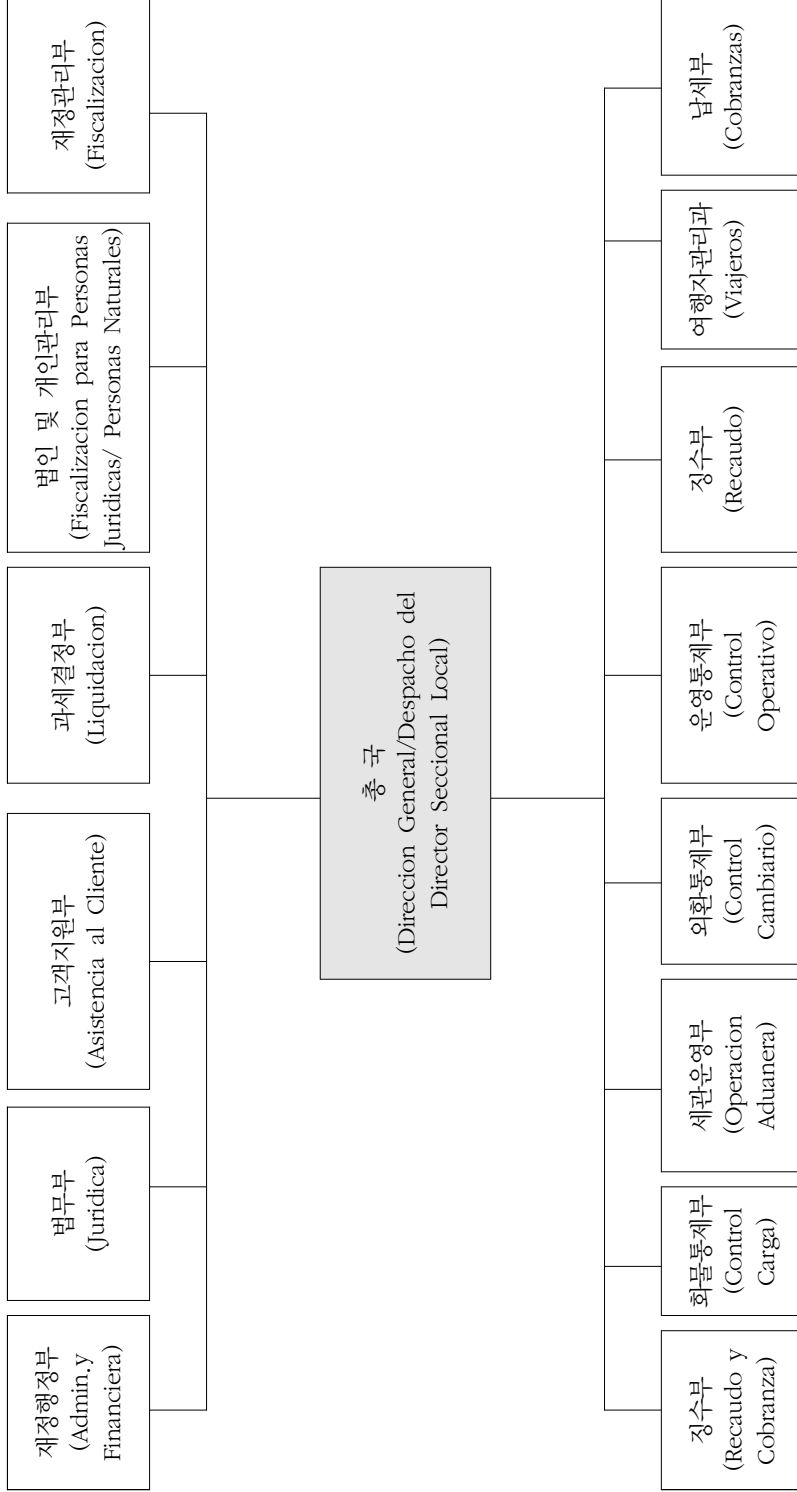 재정행정부
(Admin.y
Financiera)
법무부
(Juridica)
고객지원부
(Asistencia al Cliente)
과세결정부
(Liquidacion)
법인 및 개인관리부
(Fiscalizacion para Personas
Juridicas/ Personas Naturales)
재정관리부
(Fiscalizacion)
총 국
(Direccion General/Despacho del
Director Seccional Local)
징수부
(Recaudo y
Cobranza)
화물통제부
(Control
Carga)
세관운영부
(Operacion
Aduanera)
외환통제부
(Control
Cambiario)
운영통제부
(Control
Operativo)
징수부
(Recaudo)
여행자관리과
(Viajeros)
납세부
(Cobranzas)